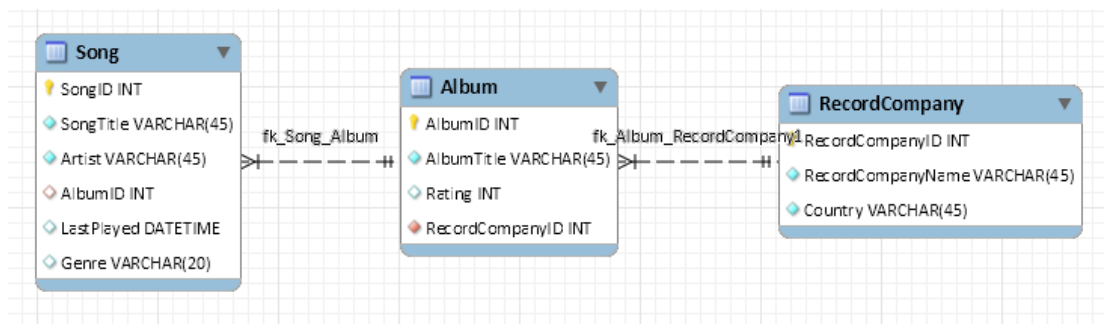 Song
SongID INT
SongTitle VARCHAR(45)
Artist VARCHAR(45)
AlbumID INT
LastPlayed DATETIME
Genre VARCHAR(20)
fk_Song_Album
Album
AlbumID INT
AlbumTitle VARCHAR(45)
Rating INT
RecordCompanyID INT
fk_Album_RecordCompany1
RecordCompany
RecordCompanyID INT
RecordCompanyName VARCHAR(45)
Country VARCHAR(45)